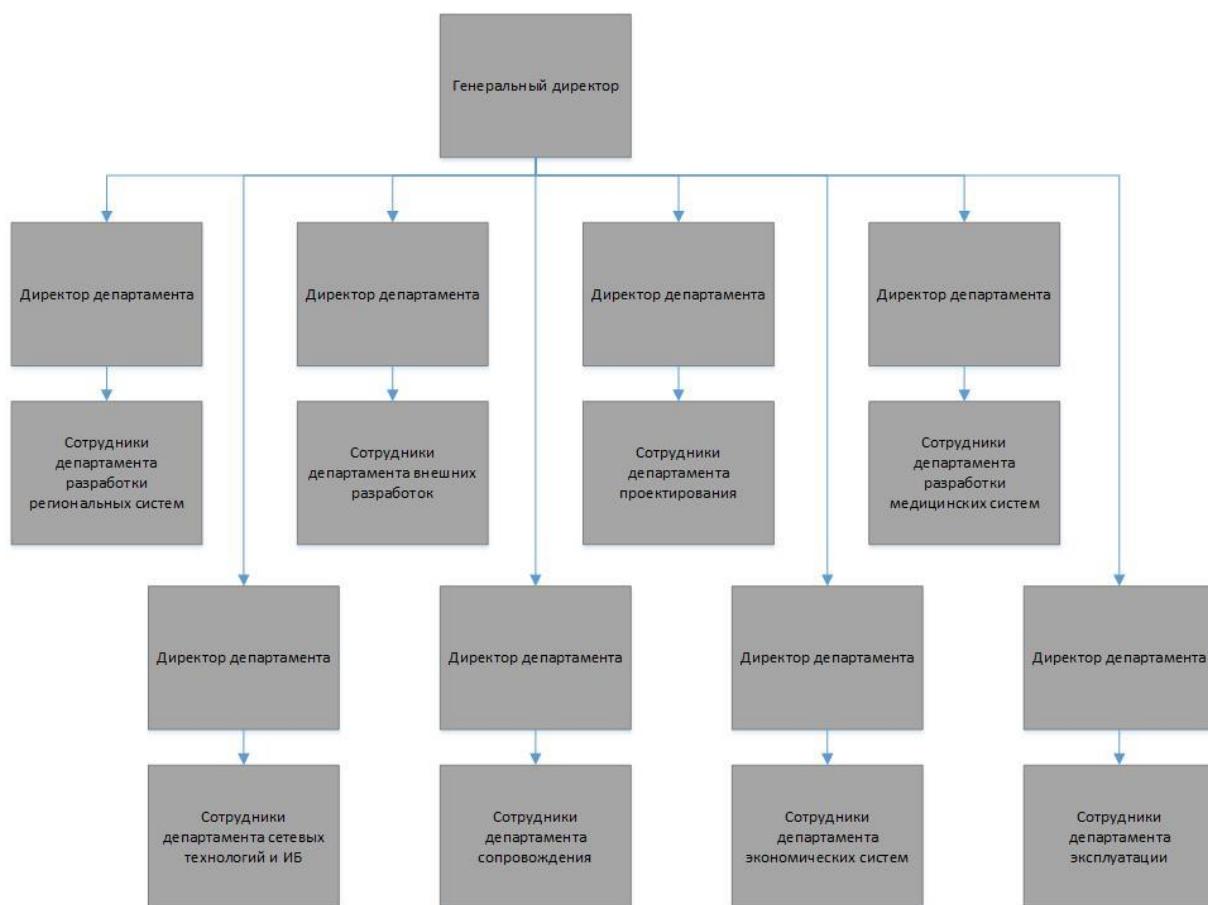 Генеральный директор
Директор департамента
Директор департамента
Директор департамента
Директор департамента
Сотрудники
департамента
разработки
региональных систем
Сотрудники
департамента внешних
разработок
Сотрудники
департамента
проектирования
Сотрудники
департамента
разработки
медицинских систем
Директор департамента
Директор департамента
Директор департамента
Директор департамента
Сотрудники
департамента сетевых
технологий и ИБ
Сотрудники
департамента
сопровождения
Сотрудники
департамента
экономических систем
Сотрудники
департамента
эксплуатации